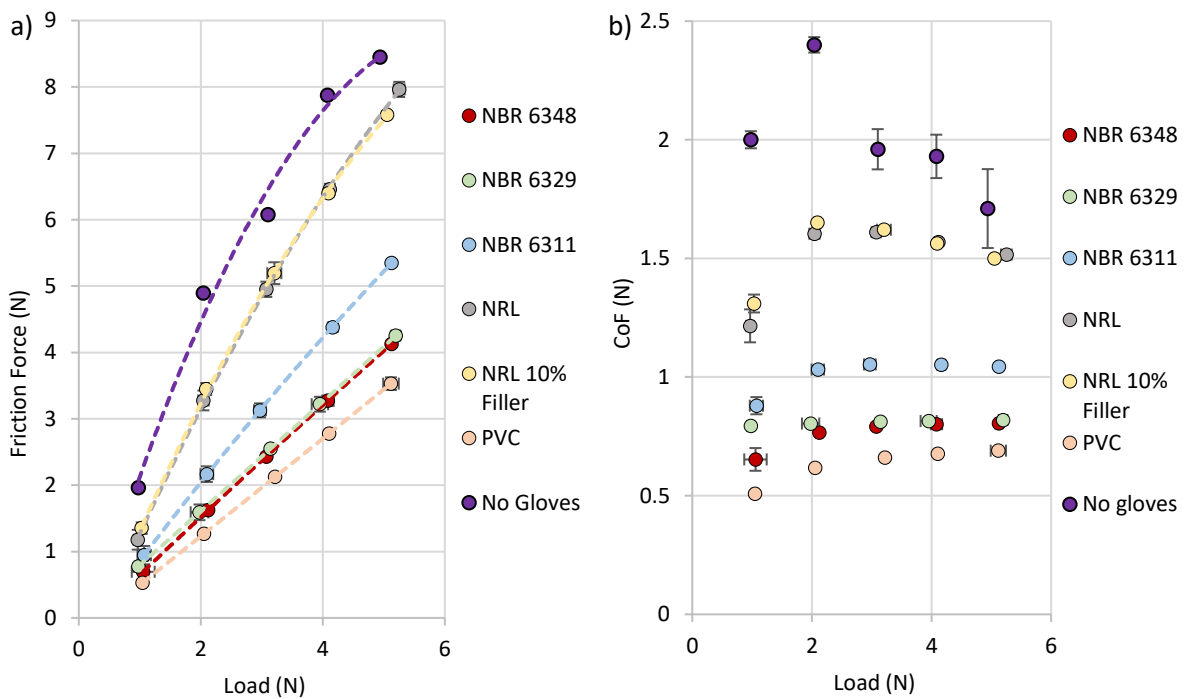 a)
Friction Force (N)
9
8
7
6
5
4
3
2
1
0
0 2 4 6
Load (N)
NBR 6348
NBR 6329
NBR 6311
NRL
NRL 10%
Filler
PVC
No Gloves
b)
CoF (N)
2.5
2
1.5
1
0.5
0
0 2 4 6
Load (N)
NBR 6348
NBR 6329
NBR 6311
NRL
NRL 10%
Filler
PVC
No gloves